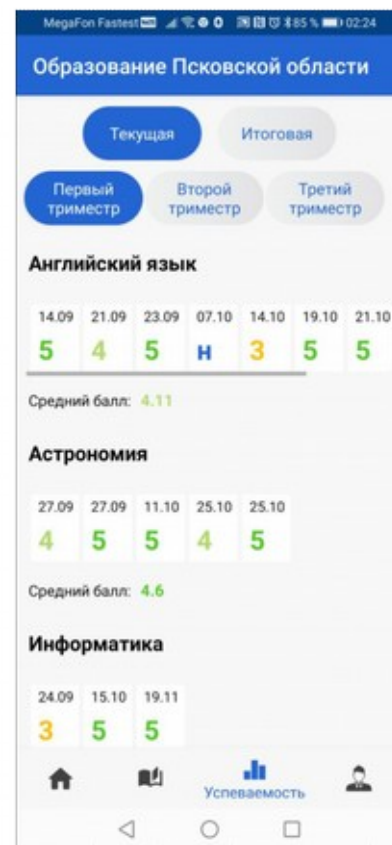 MegaFon Fastest 85 % 02:24
Образование Псковской области
Текущая Итоговая
Первый триместр Второй триместр Третий триместр
Английский язык
14.09 21.09 23.09 07.10 14.10 19.10 21.10
5 4 5 н 3 5 5
Средний балл: 4.11
Астрономия
27.09 27.09 11.10 25.10 25.10
4 5 5 4 5
Средний балл: 4.6
Информатика
24.09 15.10 19.11
3 5 5
Успеваемость